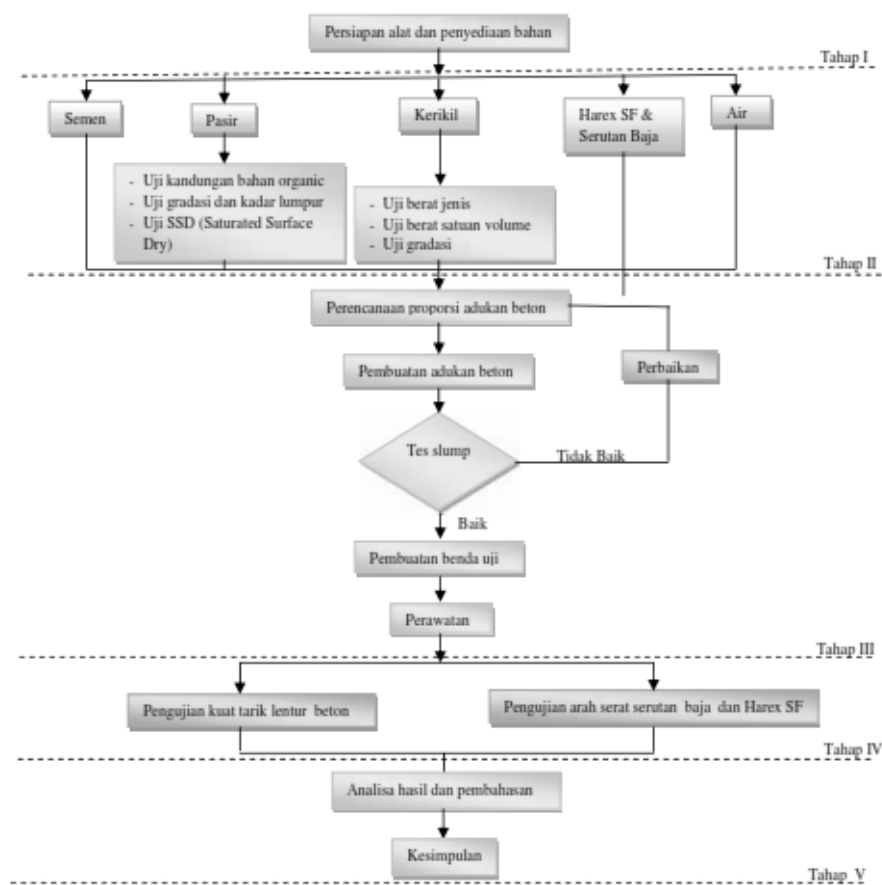 Persiapan alat dan penyediaan bahan
Tahap I
Semen
Pasir
Kerikil
Harex SF &
Serutan Baja
Air
- Uji kandungan bahan organic
- Uji gradasi dan kadar lumpur
- Uji SSD (Saturated Surface
Dry)
- Uji berat jenis
- Uji berat satuan volume
- Uji gradasi
Tahap II
Perencanaan proporsi adukan beton
Pembuatan adukan beton
Perbaikan
Tes slump
Tidak Baik
Baik
Pembuatan benda uji
Perawatan
Tahap III
Pengujian kuat tarik lentur beton
Pengujian arah serat serutan baja dan Harex SF
Tahap IV
Analisa hasil dan pembahasan
Kesimpulan
Tahap V